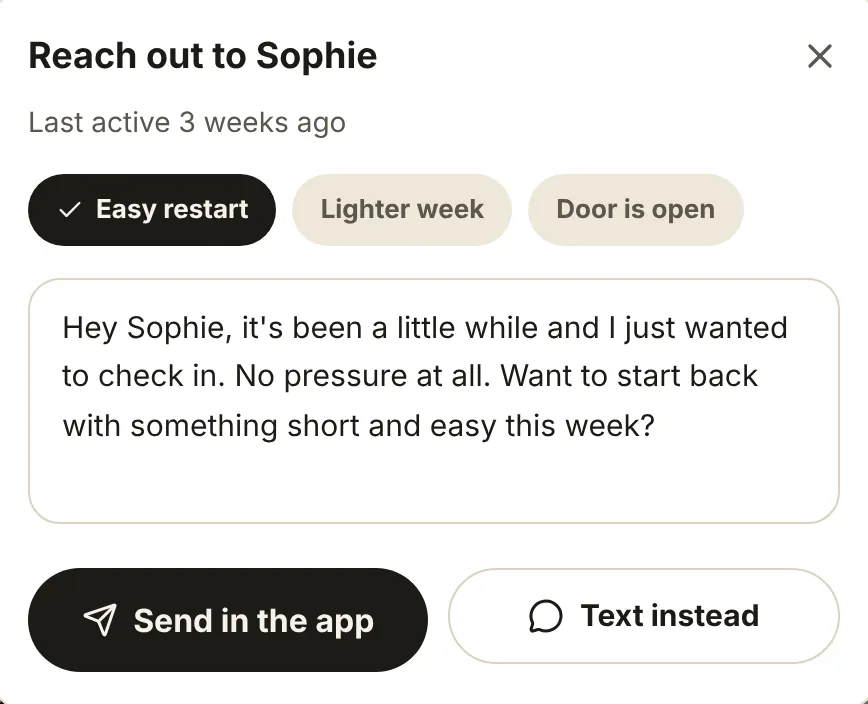 Reach out to Sophie
Last active 3 weeks ago
Easy restart
Lighter week
Door is open
Hey Sophie, it's been a little while and I just wanted
to check in. No pressure at all. Want to start back
with something short and easy this week?
Send in the app
Text instead